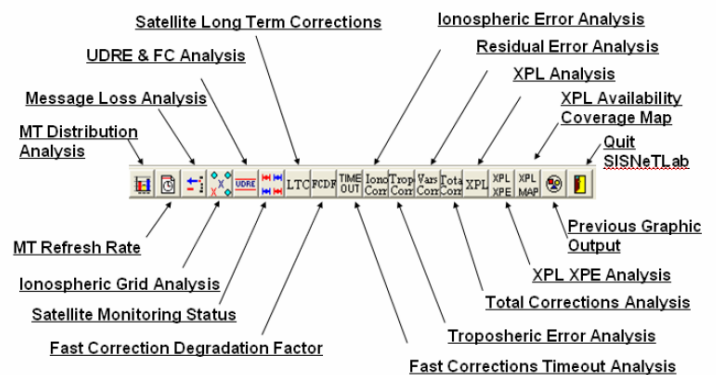 Satellite Long Term Corrections
Ionospheric Error Analysis
UDRE & FC Analysis
Residual Error Analysis
XPL Analysis
Message Loss Analysis
XPL Availability
Coverage Map
MT Distribution
Analysis
Quit
SISNeTLab
UDRE
LTC
FCDF
TIME
OUT
Iono
Corr
Trop
Corr
Vars
Corr
Tota
Corr
XPL
XPL
XPE
XPL
MAP
MT Refresh Rate
Previous Graphic
Output
Ionospheric Grid Analysis
XPL XPE Analysis
Satellite Monitoring Status
Total Corrections Analysis
Fast Correction Degradation Factor
Troposheric Error Analysis
Fast Corrections Timeout Analysis